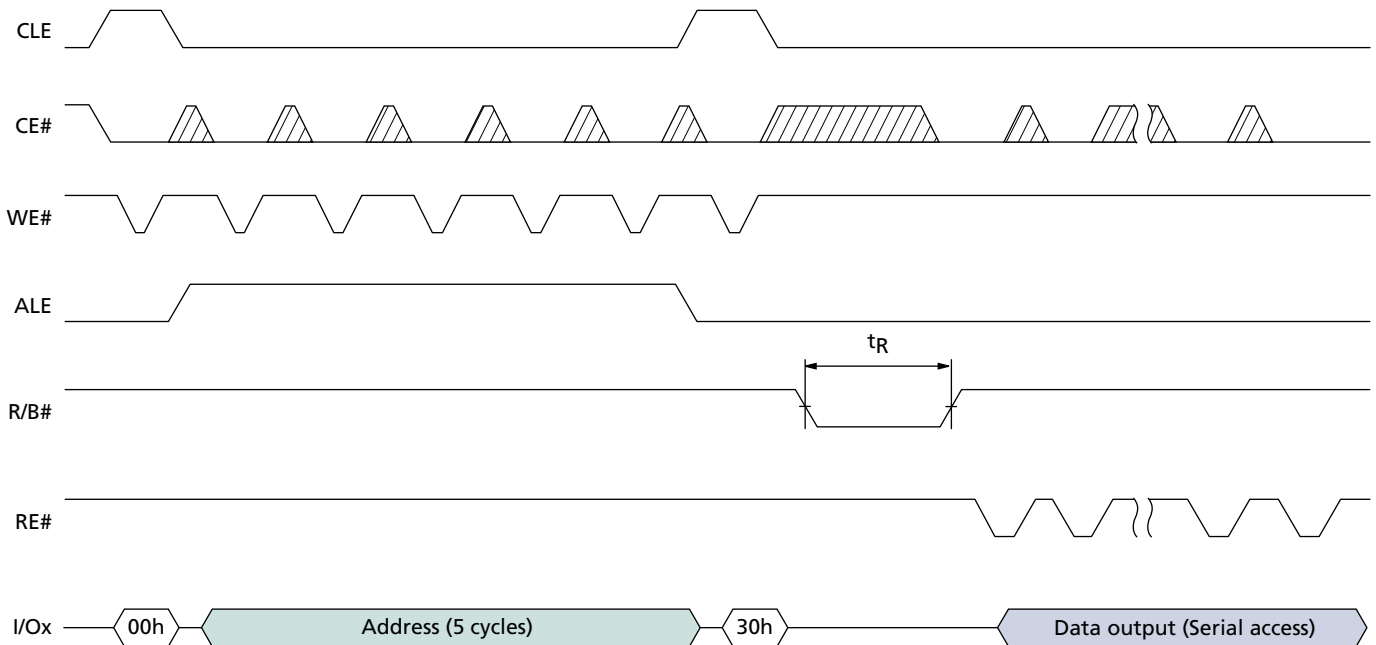 CLE
CE#
WE#
ALE
tR
R/B#
RE#
I/Ox 00h Address (5 cycles) 30h Data output (Serial access)